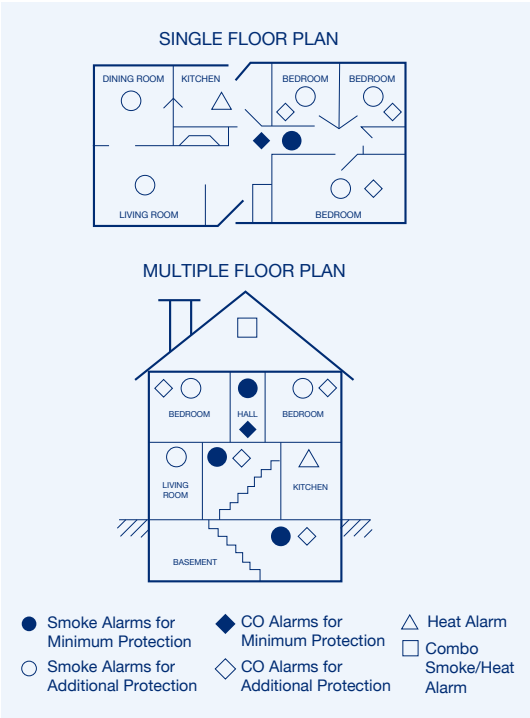 SINGLE FLOOR PLAN
DINING ROOM
KITCHEN
BEDROOM
BEDROOM
LIVING ROOM
BEDROOM
MULTIPLE FLOOR PLAN
BEDROOM
HALL
BEDROOM
LIVING
ROOM
KITCHEN
BASEMENT
Smoke Alarms for
Minimum Protection
Smoke Alarms for
Additional Protection
CO Alarms for
Minimum Protection
CO Alarms for
Additional Protection
Heat Alarm
Combo
Smoke/Heat
Alarm